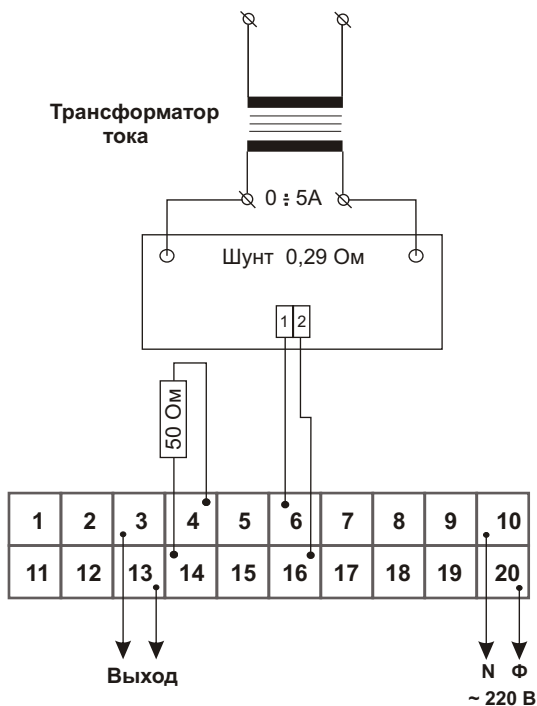 Трансформатор
тока
0 ÷ 5А
Шунт 0,29 Ом
1 2
50 Ом
1 2 3 4 5 6 7 8 9 10
11 12 13 14 15 16 17 18 19 20
Выход
N Ф
~ 220 В